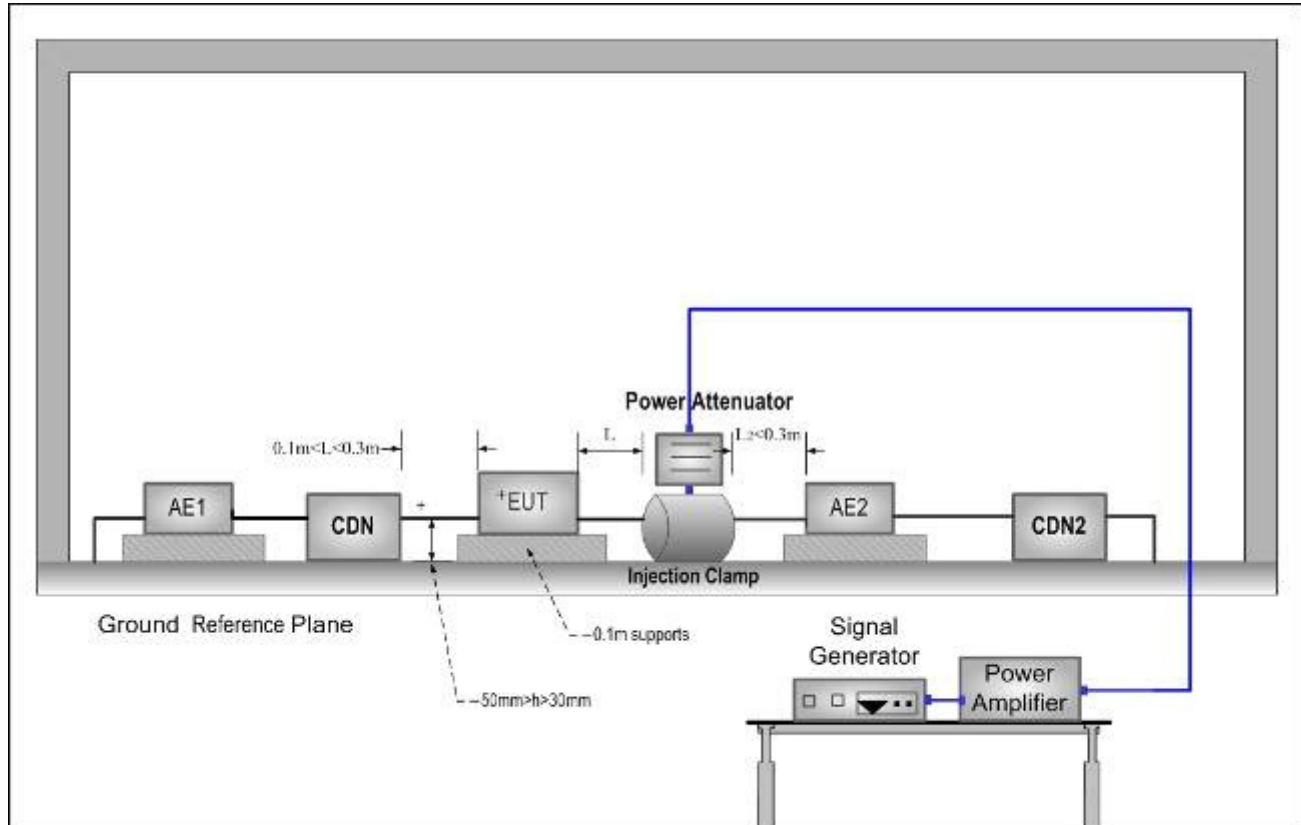 Power Attenuator
0.1m<L<0.3m
L
L2<0.3m
AE1
CDN
+
+EUT
AE2
CDN2
Injection Clamp
Ground Reference Plane
0.1m supports
50mm>h>30mm
Signal
Generator
Power
Amplifier